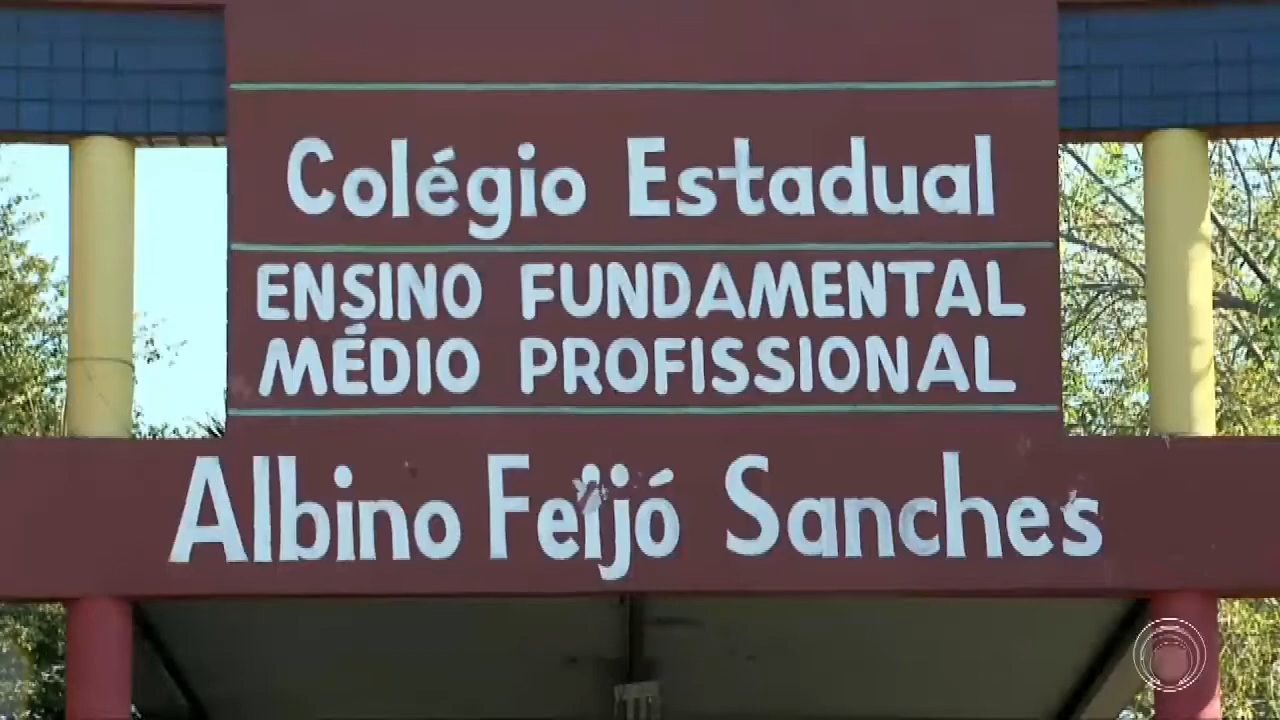 Colégio Estadual
ENSINO FUNDAMENTAL
MÉDIO PROFISSIONAL
Albino Feijó Sanches